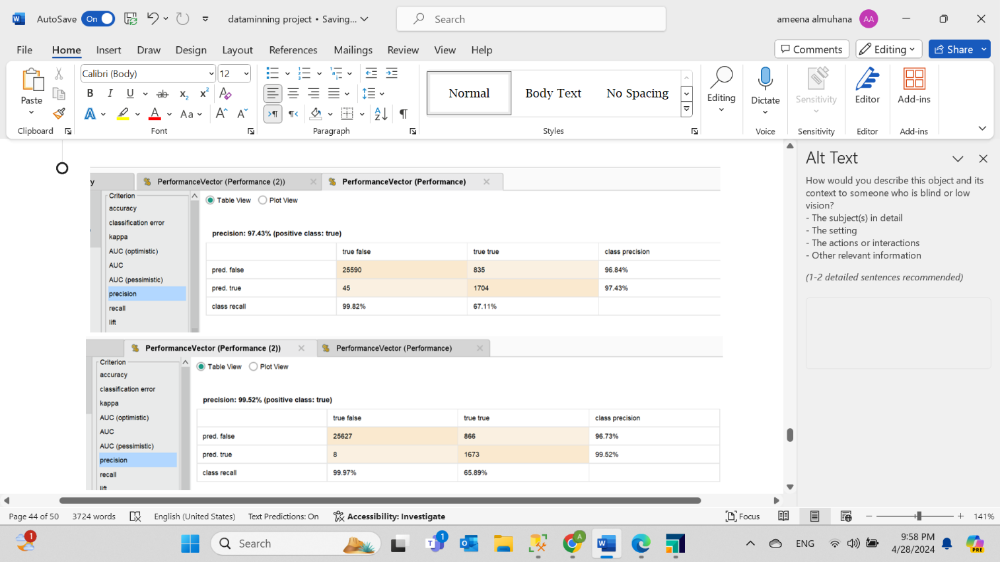 AutoSave On dataminning project • Saving... Search ameena almuhana AA
File Home Insert Draw Design Layout References Mailings Review View Help Comments Editing Share
Paste Calibri (Body) 12 Normal Body Text No Spacing Editing Dictate Sensitivity Editor Add-ins
Clipboard Font Paragraph Styles Voice Sensitivity Editor Add-ins
Alt Text
How would you describe this object and its
context to someone who is blind or low
vision?
- The subject(s) in detail
- The setting
- The actions or interactions
- Other relevant information
(1-2 detailed sentences recommended)
y PerformanceVector (Performance (2)) PerformanceVector (Performance)
Criterion
accuracy
classification error
kappa
AUC (optimistic)
AUC
AUC (pessimistic)
precision
recall
lift
Table View Plot View
precision: 97.43% (positive class: true)
true false true true class precision
pred. false 25590 835 96.84%
pred. true 45 1704 97.43%
class recall 99.82% 67.11%
PerformanceVector (Performance (2)) PerformanceVector (Performance)
Criterion
accuracy
classification error
kappa
AUC (optimistic)
AUC
AUC (pessimistic)
precision
recall
lift
Table View Plot View
precision: 99.52% (positive class: true)
true false true true class precision
pred. false 25627 866 96.73%
pred. true 8 1673 99.52%
class recall 99.97% 65.89%
Page 44 of 50 3724 words English (United States) Text Predictions: On Accessibility: Investigate Focus 141%
1 Search 1 A ENG 9:58 PM
4/28/2024 PRE